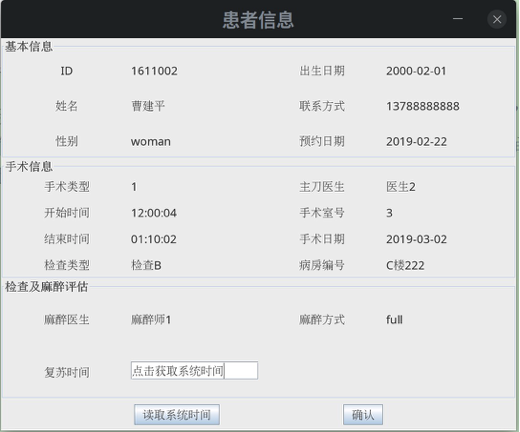 患者信息
基本信息
ID 1611002 出生日期 2000-02-01
姓名 曹建平 联系方式 13788888888
性别 woman 预约日期 2019-02-22
手术信息
手术类型 1 主刀医生 医生2
开始时间 12:00:04 手术室号 3
结束时间 01:10:02 手术日期 2019-03-02
检查类型 检查B 病房编号 C楼222
检查及麻醉评估
麻醉医生 麻醉师1 麻醉方式 full
复苏时间 点击获取系统时间
读取系统时间 确认